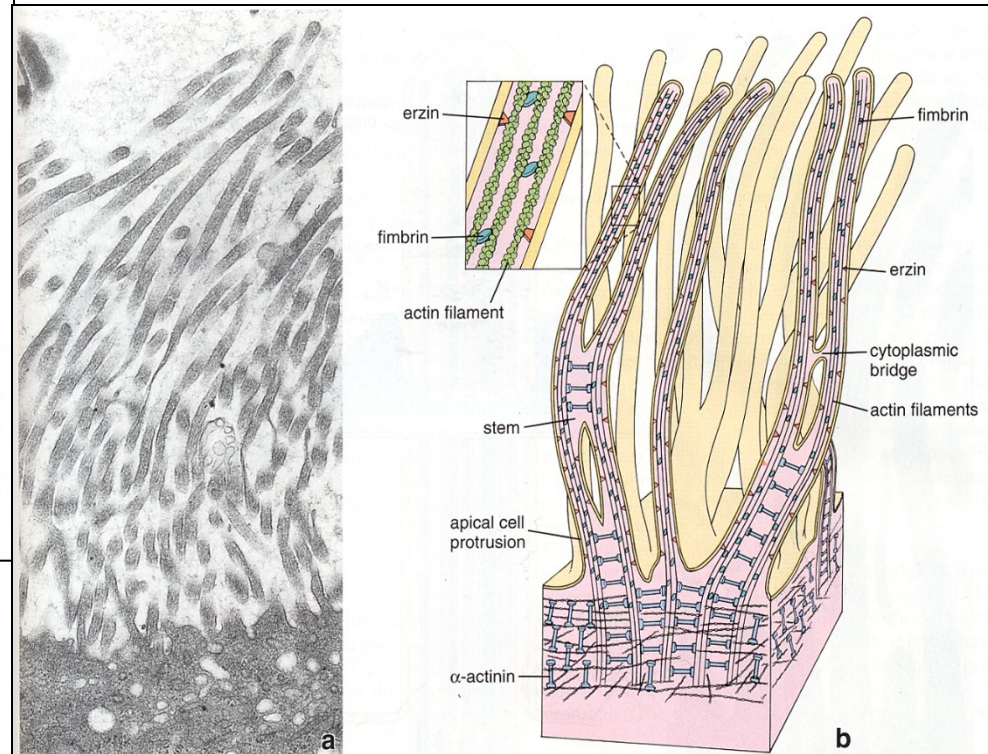 erzin
fimbrin
actin filament
stem
apical cell
protrusion
α-actinin
fimbrin
erzin
cytoplasmic
bridge
actin filaments
a
b